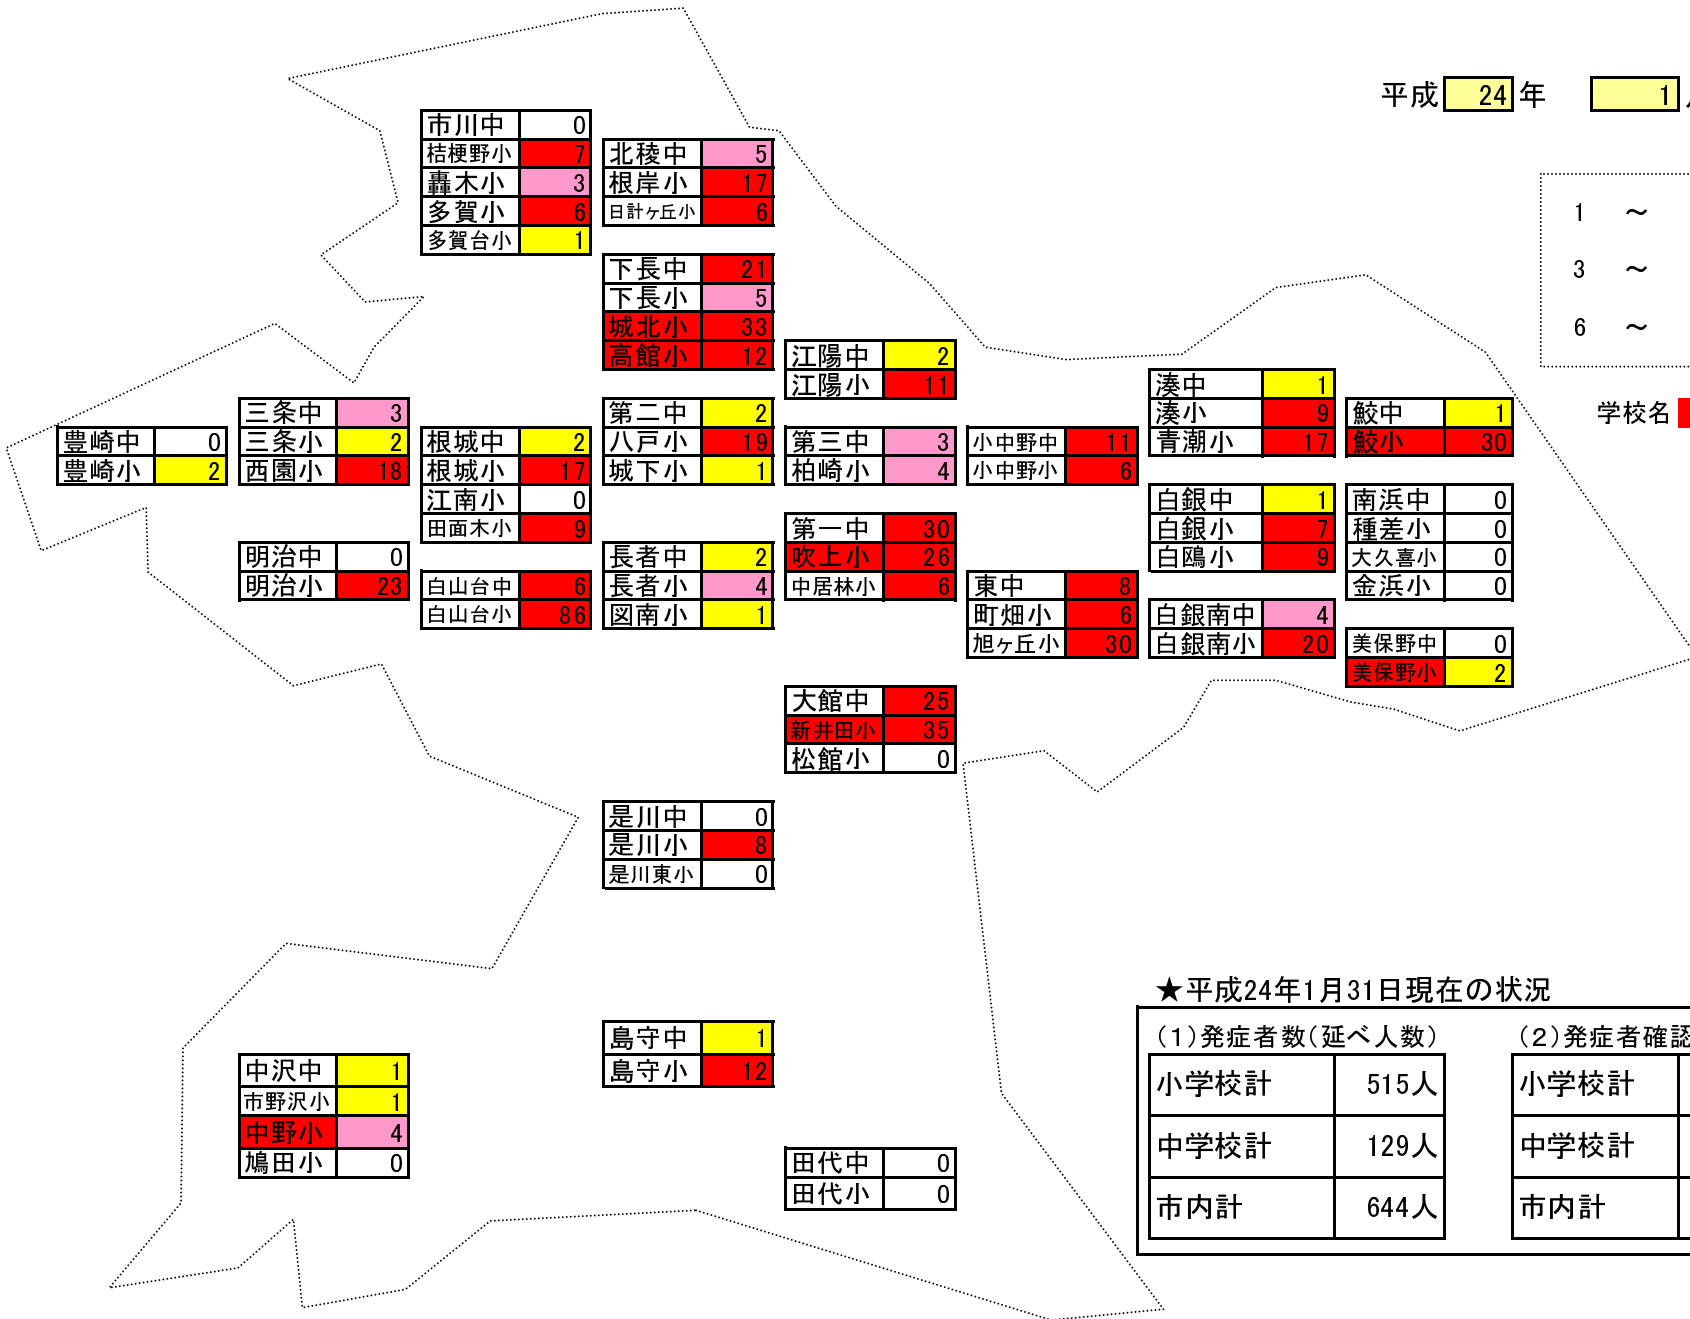 平成 24 年 1
市川中 0
桔梗野小 7
轟木小 3
多賀小 6
多賀台小 1
北稜中 5
根岸小 17
日計ヶ丘小 6
1 ～
3 ～
6 ～
学校名
下長中 21
下長小 5
城北小 33
高館小 12
江陽中 2
江陽小 11
湊中 1
湊小 9
青潮小 17
鮫中 1
鮫小 30
豊崎中 0
豊崎小 2
三条中 3
三条小 2
西園小 18
根城中 2
根城小 17
江南小 0
田面木小 9
第二中 2
八戸小 19
城下小 1
第三中 3
柏崎小 4
小中野中 11
小中野小 6
白銀中 1
白銀小 7
白鴎小 9
南浜中 0
種差小 0
大久喜小 0
金浜小 0
明治中 0
明治小 23
白山台中 6
白山台小 86
長者中 2
長者小 4
図南小 1
第一中 30
吹上小 26
中居林小 6
東中 8
町畑小 6
旭ヶ丘小 30
白銀南中 4
白銀南小 20
美保野中 0
美保野小 2
大館中 25
新井田小 35
松館小 0
是川中 0
是川小 8
是川東小 0
島守中 1
島守小 12
中沢中 1
市野沢小 1
中野小 4
鳩田小 0
田代中 0
田代小 0
★平成24年1月31日現在の状況
(1)発症者数(延べ人数)
小学校計 515人
中学校計 129人
市内計 644人
(2)発症者確認
小学校計
中学校計
市内計